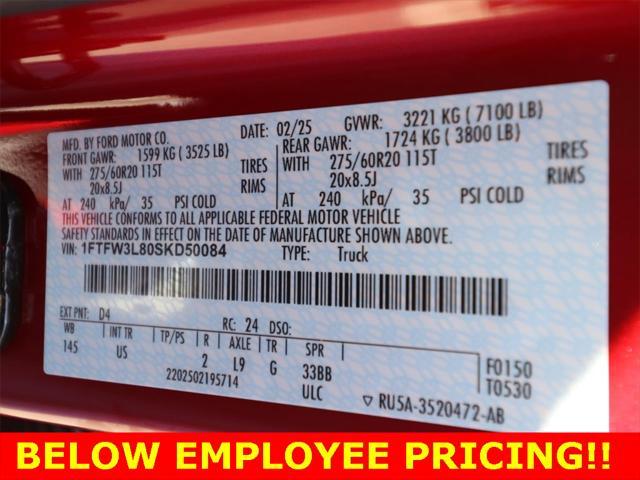 MFD. BY FORD MOTOR CO. DATE: 02/25 GVWR: 3221 KG ( 7100 LB)
FRONT GAWR: 1599 KG ( 3525 LB) REAR GAWR: 1724 KG ( 3800 LB)
WITH 275/60R20 115T TIRES WITH 275/60R20 115T TIRES
20x8.5J RIMS 20x8.5J RIMS
AT 240 kPa/ 35 PSI COLD AT 240 kPa/ 35 PSI COLD
THIS VEHICLE CONFORMS TO ALL APPLICABLE FEDERAL MOTOR VEHICLE
SAFETY STANDARDS IN EFFECT ON THE DATE OF MANUFACTURE SHOWN ABOVE.
VIN: 1FTFW3L80SKD50084 TYPE: Truck
EXT PNT: D4 RC: 24 DSO:
WB INT TR TP/PS R AXLE TR SPR
145 US 2 L9 G 33BB F0150
2202502195714 ULC T0530
▽ RU5A-3520472-AB
BELOW EMPLOYEE PRICING!!